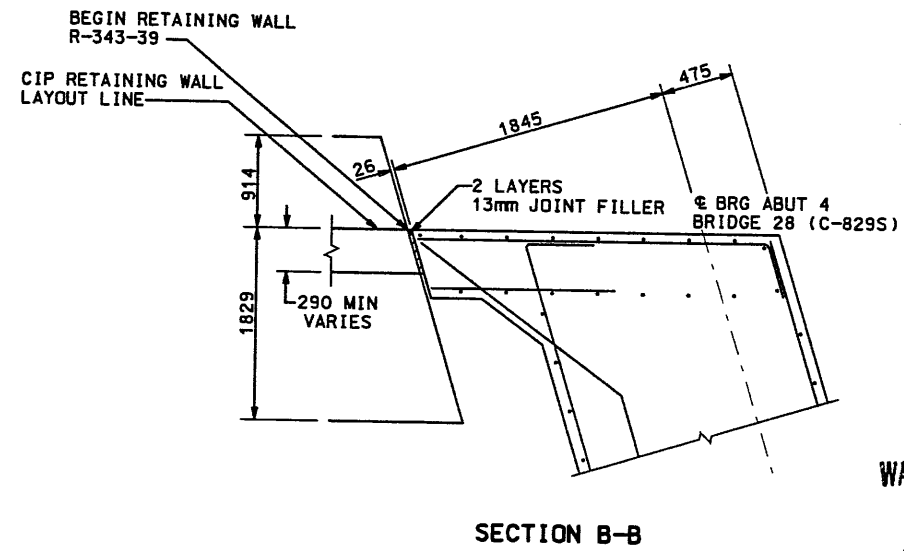 BEGIN RETAINING WALL
R-343-39
CIP RETAINING WALL
LAYOUT LINE
475
1845
26
914
2 LAYERS
13mm JOINT FILLER
℄ BRG ABUT 4
BRIDGE 28 (C-829S)
290 MIN
VARIES
1829
WA
SECTION B-B